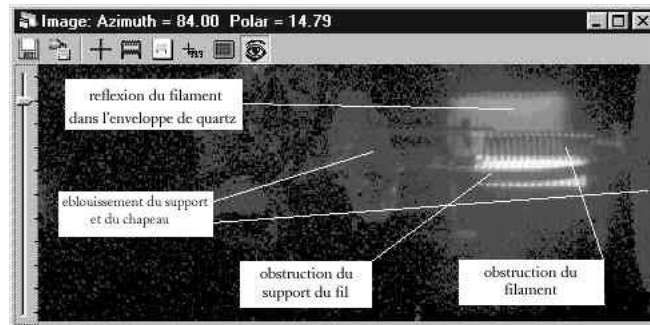 Image: Azimuth = 84.00 Polar = 14.79
reflexion du filament
dans l'enveloppe de quartz
eblouissement du support
et du chapeau
obstruction du
support du fil
obstruction du
filament